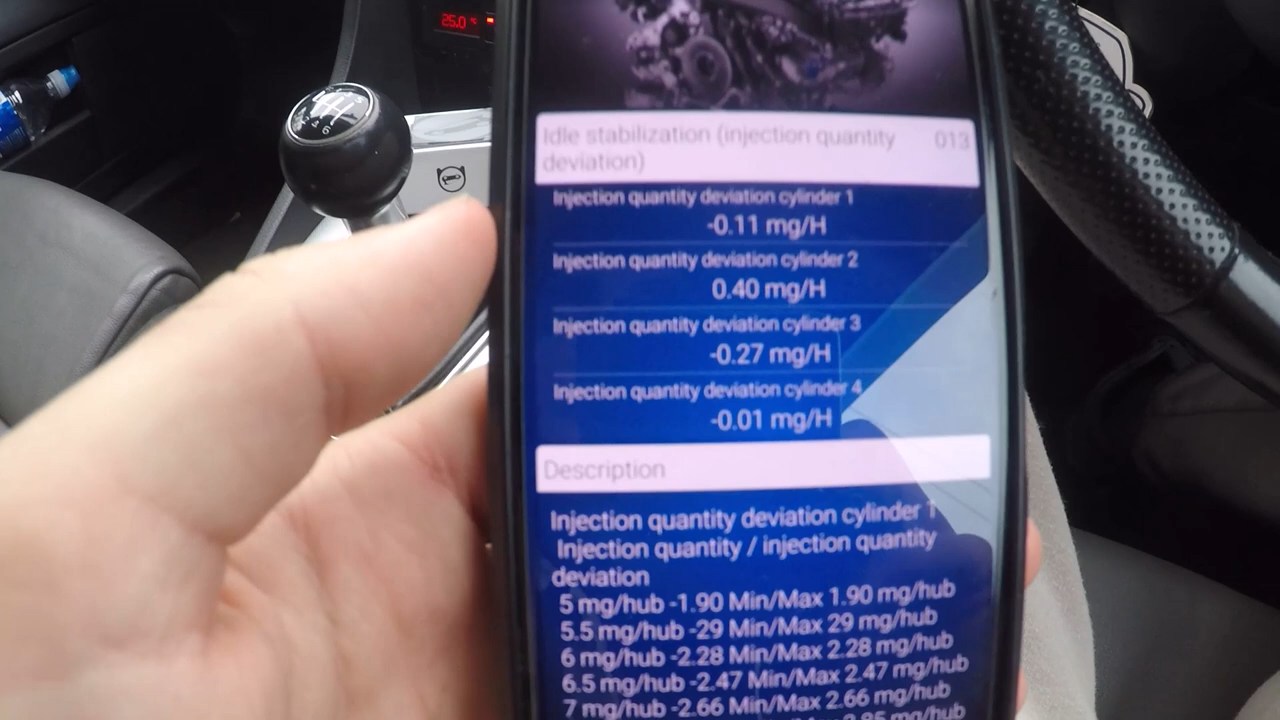 25.0 °C
Idle stabilization (injection quantity 013
deviation)
Injection quantity deviation cylinder 1
-0.11 mg/H
Injection quantity deviation cylinder 2
0.40 mg/H
Injection quantity deviation cylinder 3
-0.27 mg/H
Injection quantity deviation cylinder 4
-0.01 mg/H
Description
Injection quantity deviation cylinder 1
Injection quantity / injection quantity
deviation
5 mg/hub -1.90 Min/Max 1.90 mg/hub
5.5 mg/hub -29 Min/Max 29 mg/hub
6 mg/hub -2.28 Min/Max 2.28 mg/hub
6.5 mg/hub -2.47 Min/Max 2.47 mg/hub
7 mg/hub -2.66 Min/Max 2.66 mg/hub